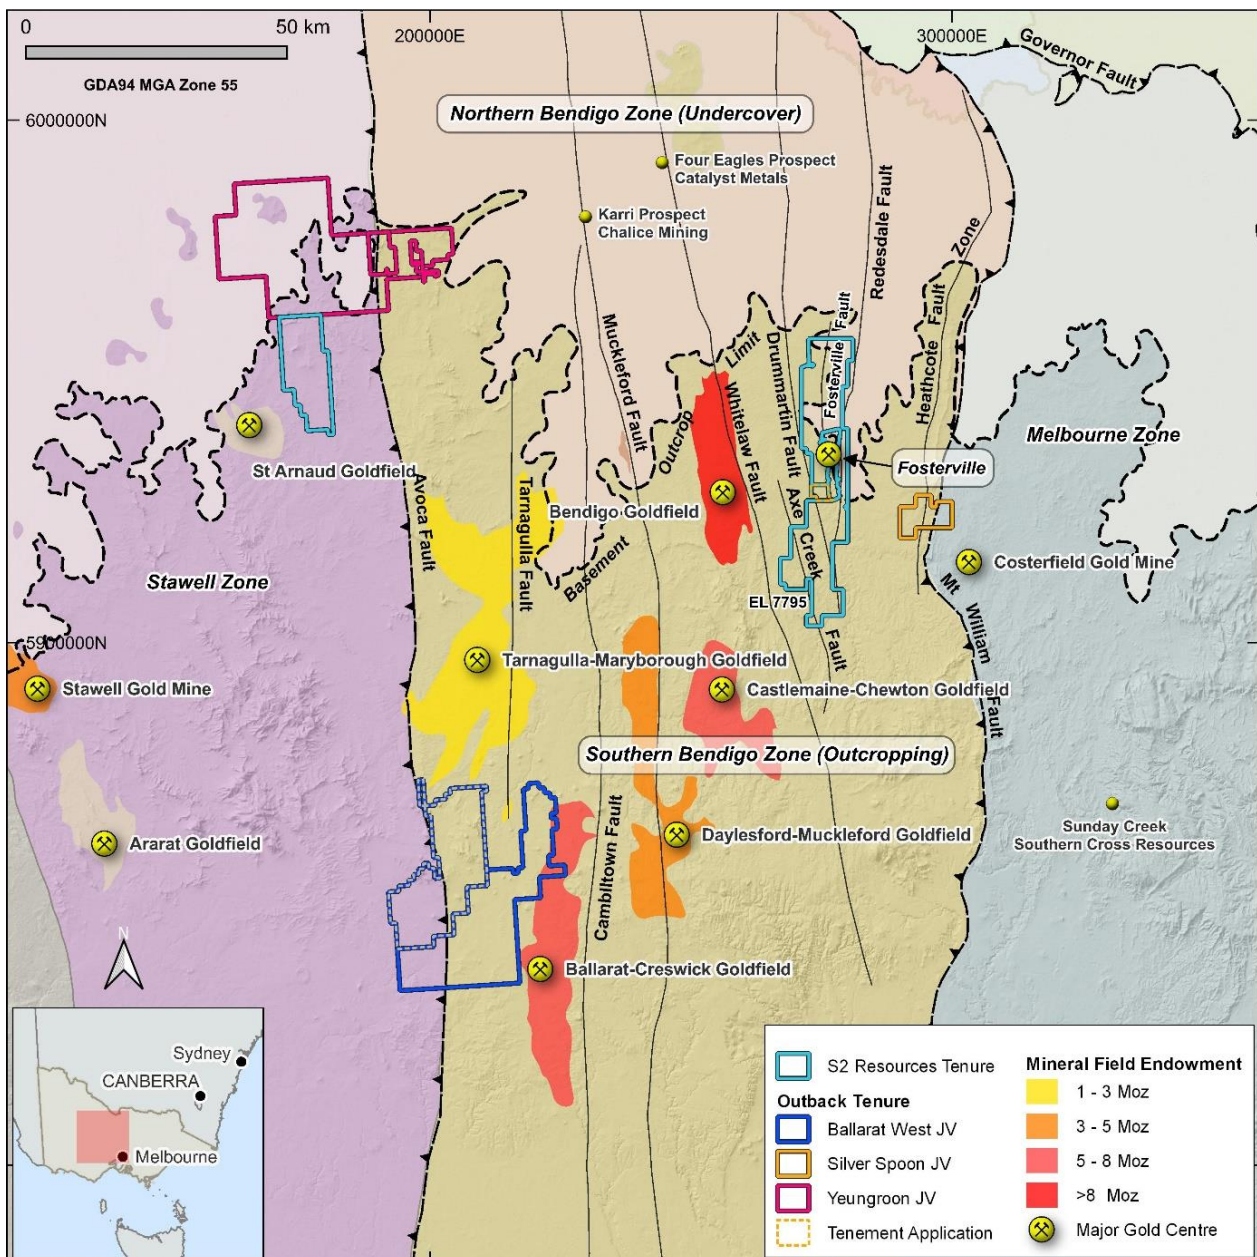 0
50 km
GDA94 MGA Zone 55
200000E
300000E
6000000N
5900000N
Governor Fault
Northern Bendigo Zone (Undercover)
Four Eagles Prospect
Catalyst Metals
Karri Prospect
Chalice Mining
Redesdale Fault
Heathcote Fault Zone
Muckleford Fault
Outcrop Limit
Basement
Drummartin Fault
Fosterville Fault
Whitelaw Fault
Melbourne Zone
Fosterville
St Arnaud Goldfield
Avoca Fault
Tarnagulla Fault
Bendigo Goldfield
Axe Creek Fault
EL 7795
Costerfield Gold Mine
Mt William Fault
Stawell Zone
Stawell Gold Mine
Tarnagulla-Maryborough Goldfield
Castlemaine-Chewton Goldfield
Southern Bendigo Zone (Outcropping)
Ararat Goldfield
Camblltown Fault
Daylesford-Muckleford Goldfield
Sunday Creek
Southern Cross Resources
Ballarat-Creswick Goldfield
N
Sydney
CANBERRA
Melbourne
S2 Resources Tenure
Outback Tenure
Ballarat West JV
Silver Spoon JV
Yeungroon JV
Tenement Application
Mineral Field Endowment
1 - 3 Moz
3 - 5 Moz
5 - 8 Moz
>8 Moz
Major Gold Centre
200000E
300000E